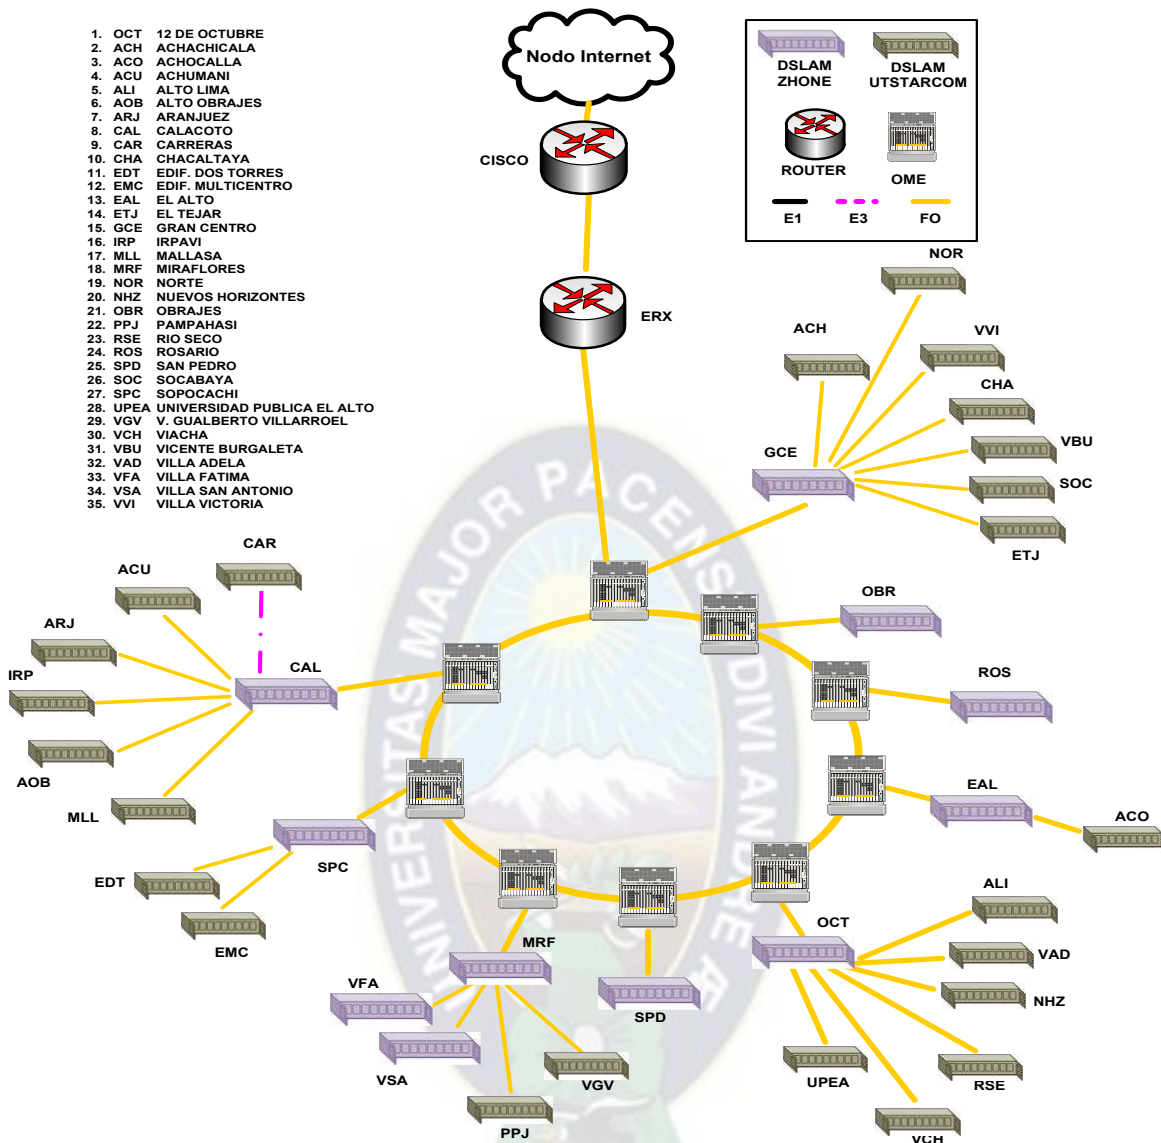 1. OCT 12 DE OCTUBRE
2. ACH ACHACHICALA
3. ACO ACHOCALLA
4. ACU ACHUMANI
5. ALI ALTO LIMA
6. AOB ALTO OBRAJES
7. ARJ ARANJUEZ
8. CAL CALACOTO
9. CAR CARRERAS
10. CHA CHACALTAYA
11. EDT EDIF. DOS TORRES
12. EMC EDIF. MULTICENTRO
13. EAL EL ALTO
14. ETJ EL TEJAR
15. GCE GRAN CENTRO
16. IRP IRPAVI
17. MLL MALLASA
18. MRF MIRAFLORES
19. NOR NORTE
20. NHZ NUEVOS HORIZONTES
21. OBR OBRAJES
22. PPJ PAMPAHASI
23. RSE RIO SECO
24. ROS ROSARIO
25. SPD SAN PEDRO
26. SOC SOCABAYA
27. SPC SOPOCACHI
28. UPEA UNIVERSIDAD PUBLICA EL ALTO
29. VGV V. GUALBERTO VILLARROEL
30. VCH VIACHA
31. VBU VICENTE BURGALETA
32. VAD VILLA ADELA
33. VFA VILLA FATIMA
34. VSA VILLA SAN ANTONIO
35. VVI VILLA VICTORIA
Nodo Internet
CISCO
ERX
DSLAM
ZHONE
DSLAM
UTSTARCOM
ROUTER
OME
E1
E3
FO
NOR
ACH
VVI
CHA
VBU
GCE
SOC
ETJ
CAR
ACU
ARJ
IRP
CAL
AOB
MLL
OBR
ROS
EAL
ACO
SPC
EDT
EMC
MRF
VFA
VSA
PPJ
VGV
SPD
OCT
ALI
VAD
NHZ
RSE
UPEA
VCH
UNIVERSITAS MAJOR PACENSIS DIVI ANDRE Æ